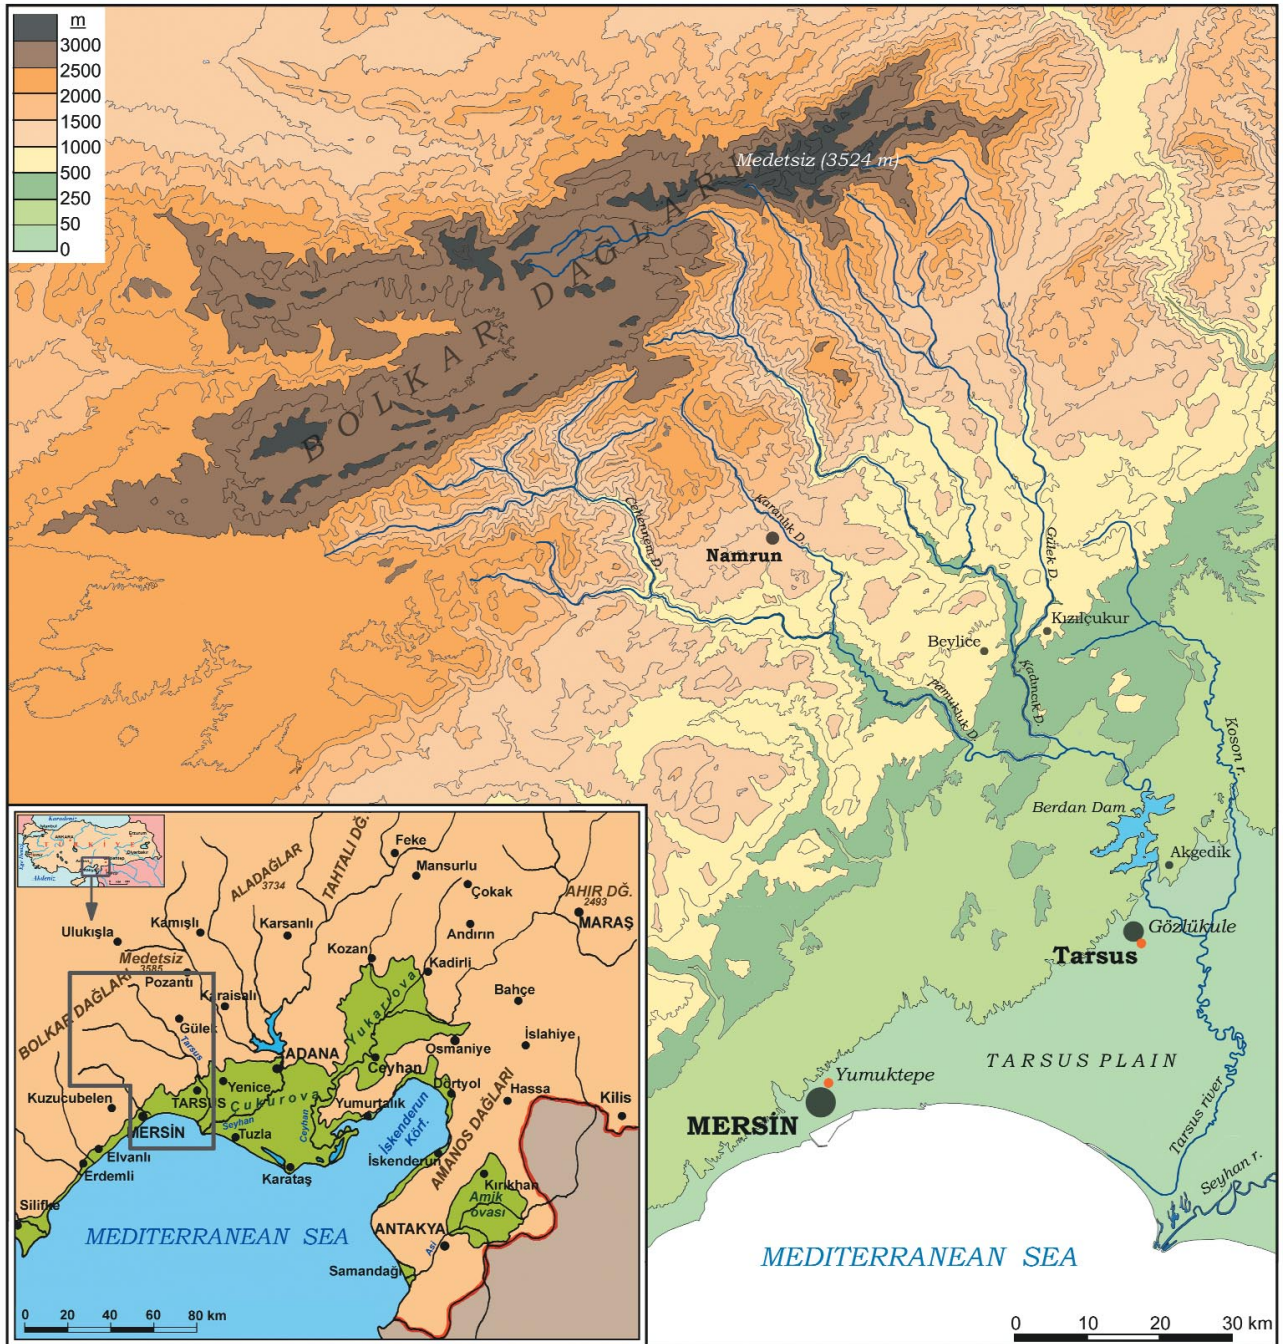 m
3000
2500
2000
1500
1000
500
250
50
0
Medetsiz (3524 m)
BOLKAR DAĞLARI
Cehennem D.
Karanlık D.
Namrun
Gülek D.
Kızılçukur
Beylice
Kadıncık D.
Pamukluk D.
Koson r.
Berdan Dam
Akgedik
Gözlükule
Tarsus
TARSUS PLAIN
Yumuktepe
MERSİN
Tarsus river
Seyhan r.
MEDITERRANEAN SEA
0 10 20 30 km
Karadeniz
ANKARA
Erzurum
T Ü R K İ Y E
Akdeniz
Feke
Mansurlu
Çokak
ALADAĞLAR
3734
TAHTALI DĞ.
AHIR DĞ.
2493
MARAŞ
Ulukışla
Kamışlı
Karsanlı
Andırın
Kozan
Kadirli
Medetsiz
3585
Pozantı
BOLKAR DAĞLARI
Karaisalı
Yukarıova
Bahçe
Gülek
Tarsus
İslahiye
ADANA
Osmaniye
Ceyhan
Yenice
Dörtyol
Hassa
Kuzucubelen
TARSUS
Çukurova
Yumurtalık
Kilis
MERSİN
Seyhan
Tuzla
Ceyhan
İskenderun
Körf.
İskenderun
AMANOS DAĞLARI
Elvanlı
Erdemli
Karataş
Kırıkhan
Amik
ovası
Silifke
ANTAKYA
Asi
MEDITERRANEAN SEA
Samandağı
0 20 40 60 80 km